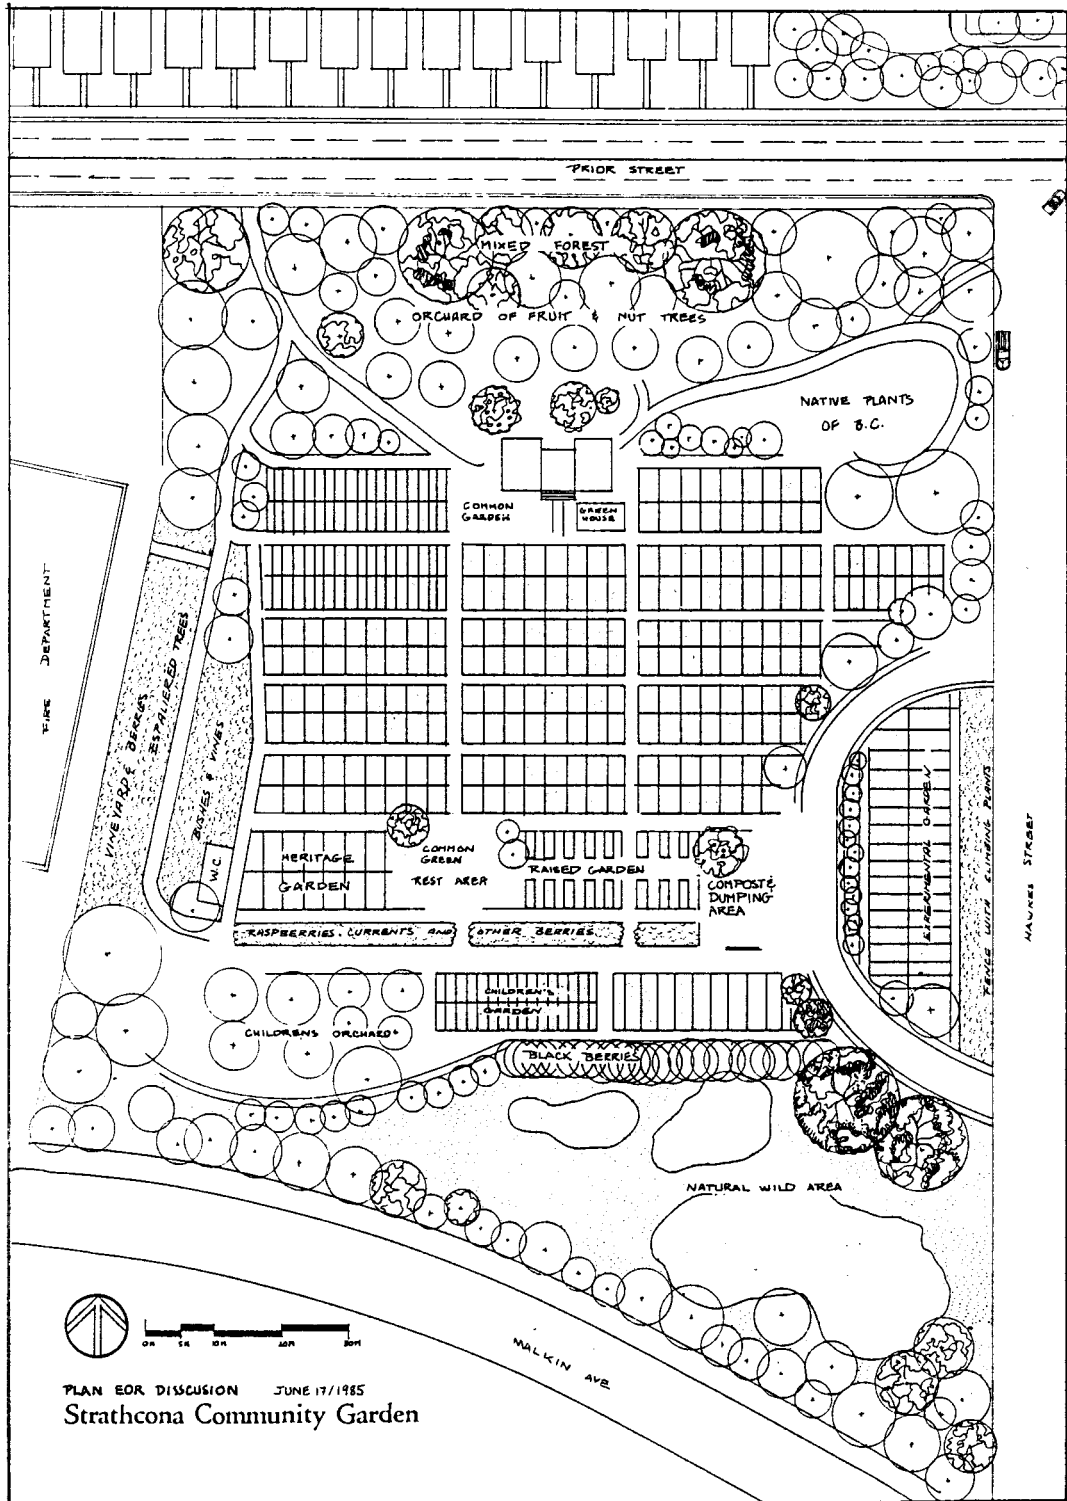 PRIOR STREET
MIXED FOREST
ORCHARD OF FRUIT & NUT TREES
NATIVE PLANTS
OF B.C.
COMMON
GARDEN
GREEN
HOUSE
FIRE DEPARTMENT
VINEYARD & BERRIES
ESPALIERED TREES
BUSHES & VINES
W.C.
HERITAGE
GARDEN
COMMON
GREEN
REST AREA
RAISED GARDEN
COMPOST &
DUMPING
AREA
EXPERIMENTAL GARDEN
FENCE WITH CLIMBING PLANTS
HAWKES STREET
RASPBERRIES. CURRENTS AND OTHER BERRIES
CHILDREN'S
GARDEN
CHILDRENS ORCHARD
BLACK BERRIES
NATURAL WILD AREA
MALKIN AVE
0M 5M 10M 20M 30M
PLAN FOR DISSCUSION JUNE 17/1985
Strathcona Community Garden